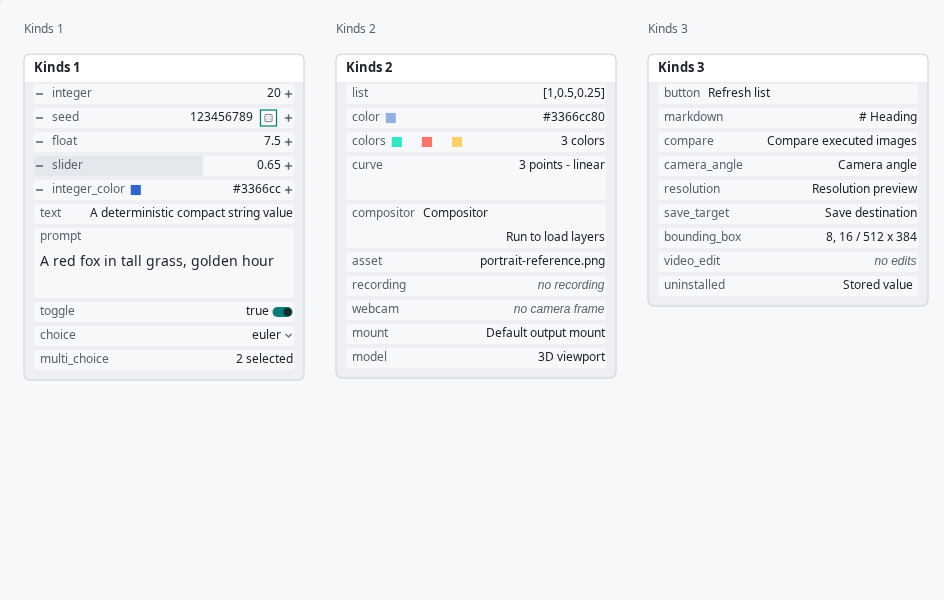 Kinds 1
Kinds 1
integer 20
seed 123456789
float 7.5
slider 0.65
integer_color #3366cc
text A deterministic compact string value
prompt
A red fox in tall grass, golden hour
toggle true
choice euler
multi_choice 2 selected
Kinds 2
Kinds 2
list [1,0.5,0.25]
color #3366cc80
colors 3 colors
curve 3 points - linear
compositor Compositor
Run to load layers
asset portrait-reference.png
recording no recording
webcam no camera frame
mount Default output mount
model 3D viewport
Kinds 3
Kinds 3
button Refresh list
markdown # Heading
compare Compare executed images
camera_angle Camera angle
resolution Resolution preview
save_target Save destination
bounding_box 8, 16 / 512 x 384
video_edit no edits
uninstalled Stored value